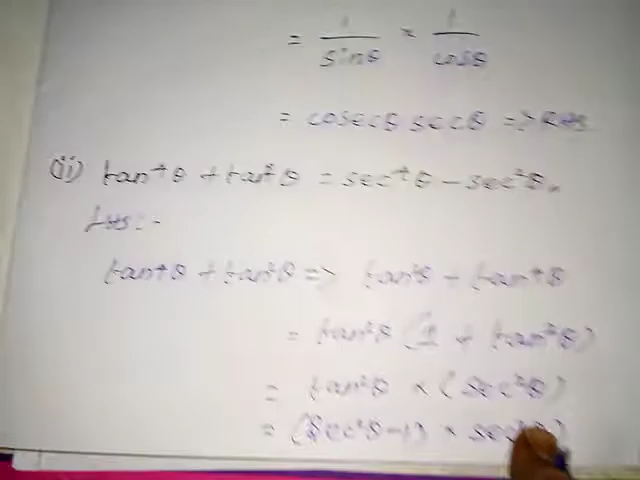 = 1/sinθ × 1/cosθ
= cosecθ secθ => RHS
(ii) tan⁴θ + tan²θ = sec⁴θ - sec²θ.
LHS:-
tan⁴θ + tan²θ => tan²θ + tan⁴θ
= tan²θ (1 + tan²θ)
= tan²θ × (sec²θ)
= (sec²θ-1) × sec²θ)